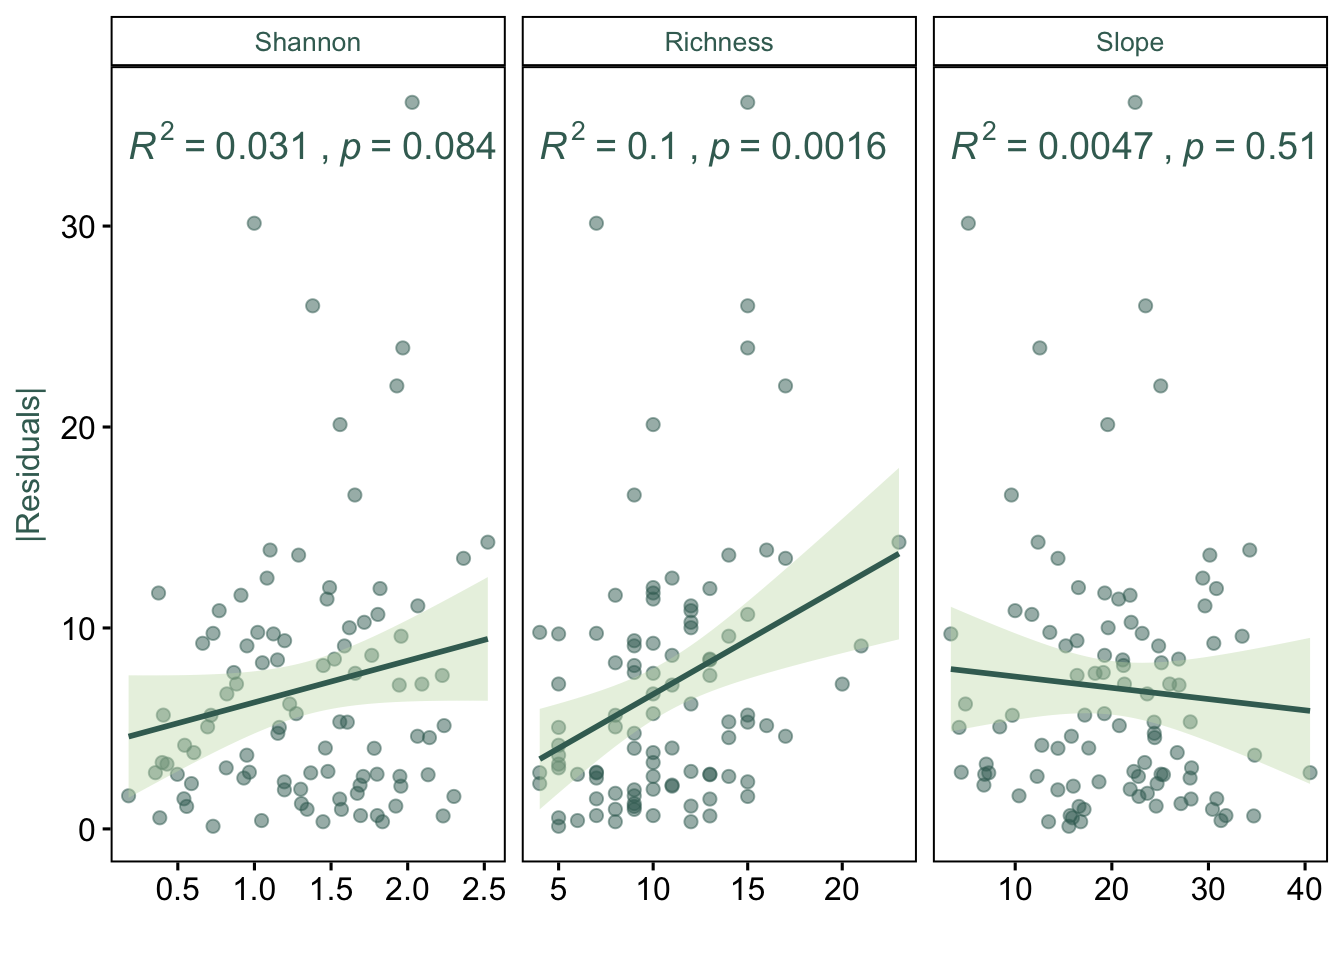 Shannon
Richness
Slope
R² = 0.031 , p = 0.084
R² = 0.1 , p = 0.0016
R² = 0.0047 , p = 0.51
|Residuals|
30
20
10
0
0.5 1.0 1.5 2.0 2.5
5 10 15 20
10 20 30 40